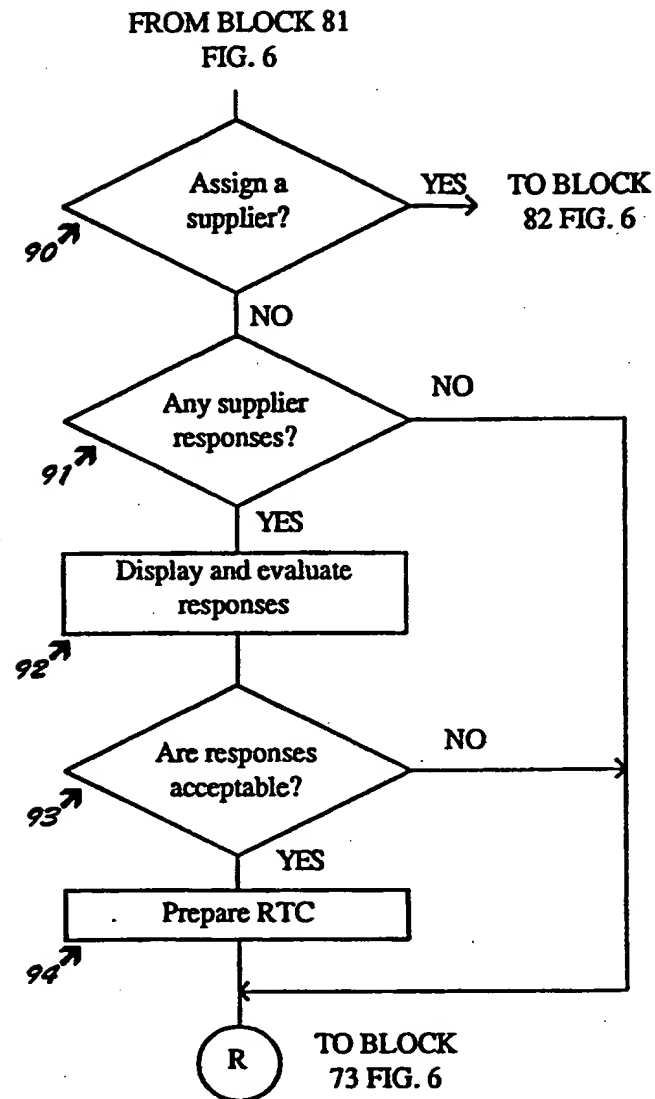 FROM BLOCK 81
FIG. 6
Assign a
supplier?
YES
TO BLOCK
82 FIG. 6
90
NO
Any supplier
responses?
NO
91
YES
Display and evaluate
responses
92
Are responses
acceptable?
NO
93
YES
Prepare RTC
94
R
TO BLOCK
73 FIG. 6